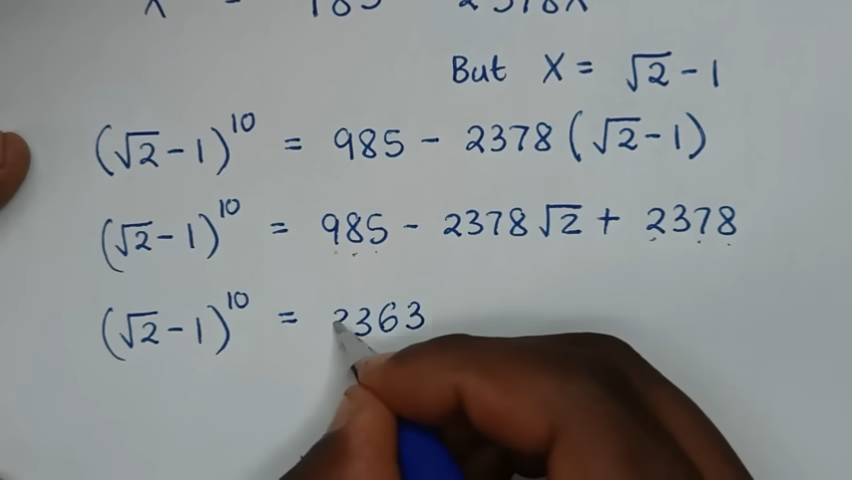 But X = √2 - 1
(√2 - 1)^10 = 985 - 2378 (√2 - 1)
(√2 - 1)^10 = 985 - 2378 √2 + 2378
(√2 - 1)^10 = 3363